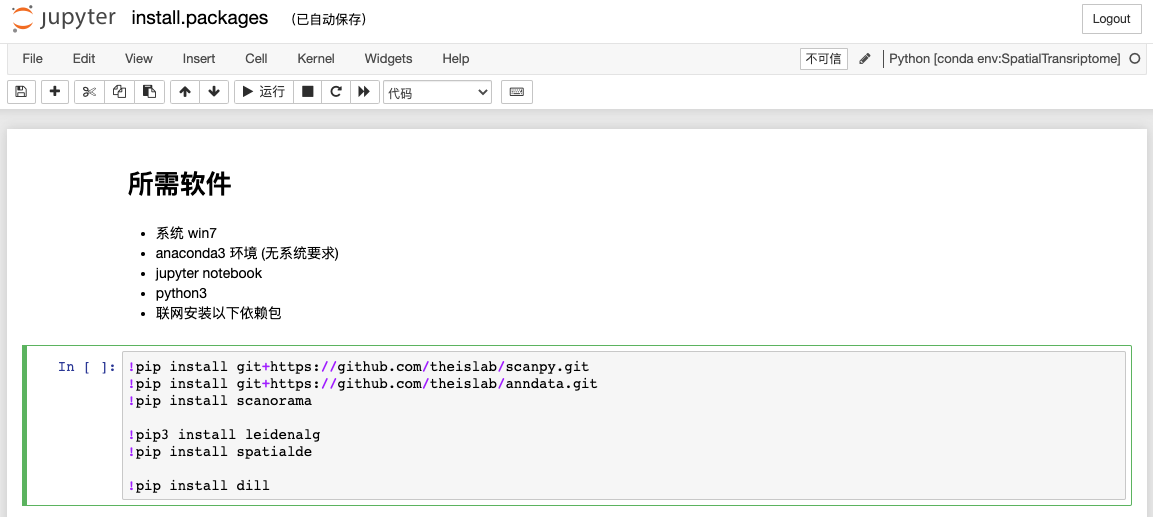 jupyter install.packages (已自动保存) Logout
File Edit View Insert Cell Kernel Widgets Help 不可信 Python [conda env:SpatialTransriptome]
运行 代码
所需软件
系统 win7
anaconda3 环境 (无系统要求)
jupyter notebook
python3
联网安装以下依赖包
In [ ]: !pip install git+https://github.com/theislab/scanpy.git
!pip install git+https://github.com/theislab/anndata.git
!pip install scanorama
!pip3 install leidenalg
!pip install spatialde
!pip install dill